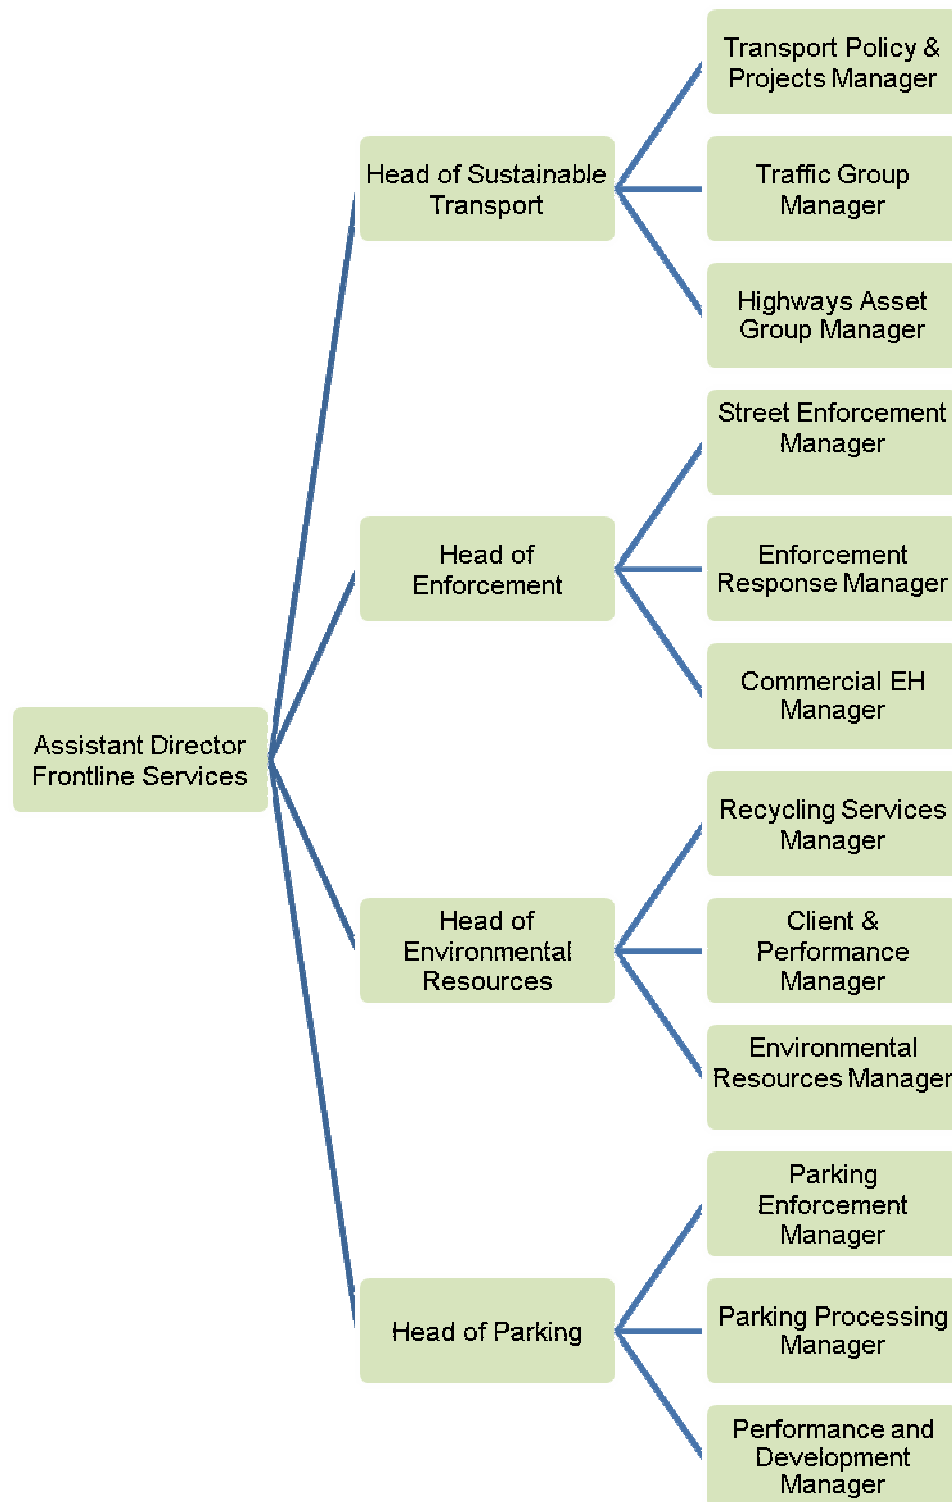 Transport Policy &
Projects Manager
Head of Sustainable
Transport
Traffic Group
Manager
Highways Asset
Group Manager
Street Enforcement
Manager
Head of
Enforcement
Enforcement
Response Manager
Commercial EH
Manager
Assistant Director
Frontline Services
Recycling Services
Manager
Head of
Environmental
Resources
Client &
Performance
Manager
Environmental
Resources Manager
Parking
Enforcement
Manager
Head of Parking
Parking Processing
Manager
Performance and
Development
Manager